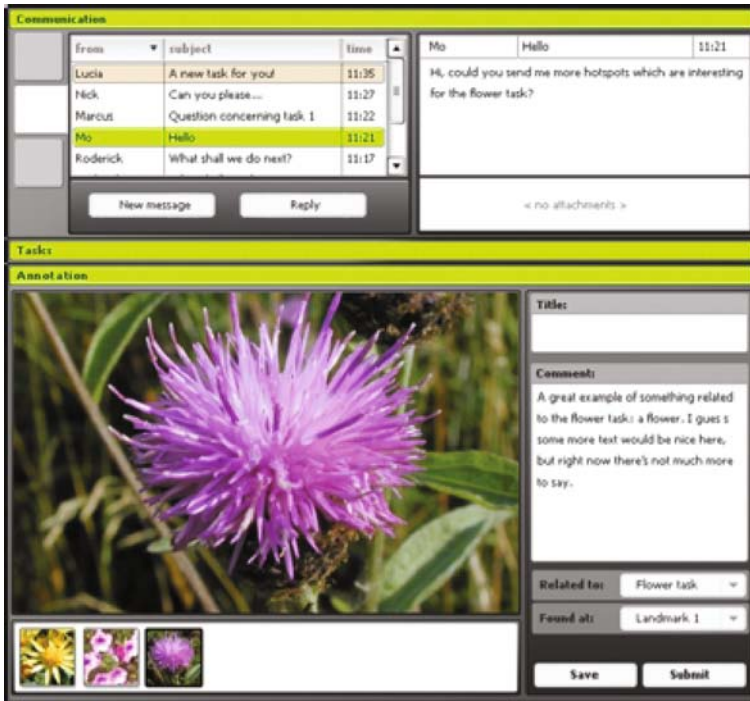 Communication
from subject time
Lucia A new task for you! 11:35
Nick Can you please.... 11:27
Marcus Question concerning task 1 11:22
Mo Hello 11:21
Roderick What shall we do next? 11:17
New message Reply
Mo Hello 11:21
Hi, could you send me more hotspots which are interesting
for the flower task?
< no attachments >
Tasks
Annotation
Title:
Comment:
A great example of something related
to the flower task: a flower. I gues s
some more text would be nice here,
but right now there's not much more
to say.
Related to: Flower task
Found at: Landmark 1
Save Submit